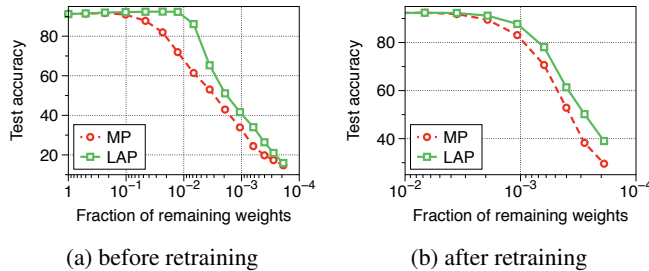 Test accuracy
80
60
40
20
MP
LAP
1 10⁻¹ 10⁻² 10⁻³ 10⁻⁴
Fraction of remaining weights
(a) before retraining
Test accuracy
80
60
40
MP
LAP
10⁻² 10⁻³ 10⁻⁴
Fraction of remaining weights
(b) after retraining